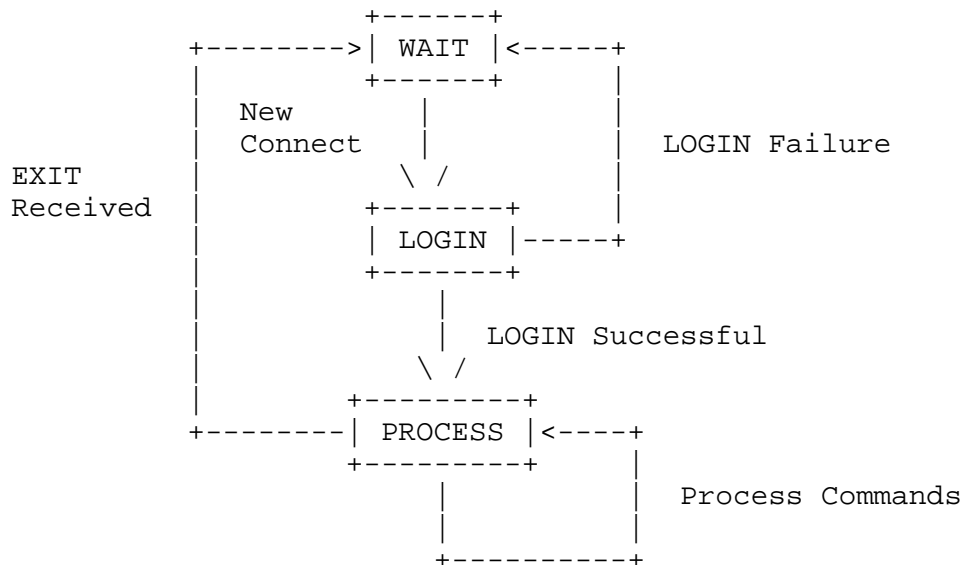 WAIT
New
Connect
LOGIN Failure
EXIT
Received
LOGIN
LOGIN Successful
PROCESS
Process Commands